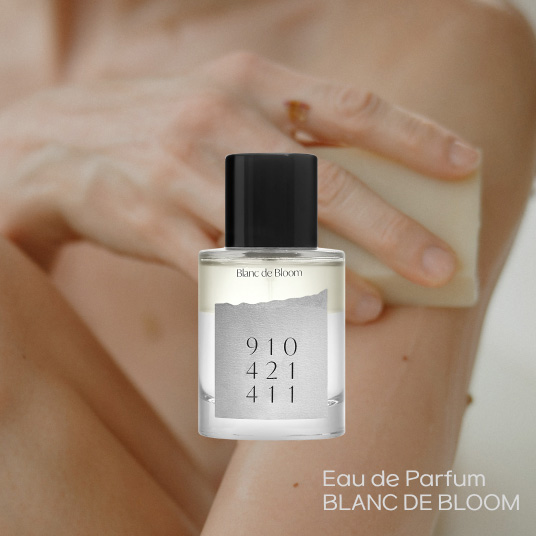 Blanc de Bloom
910
421
411
Eau de Parfum
BLANC DE BLOOM